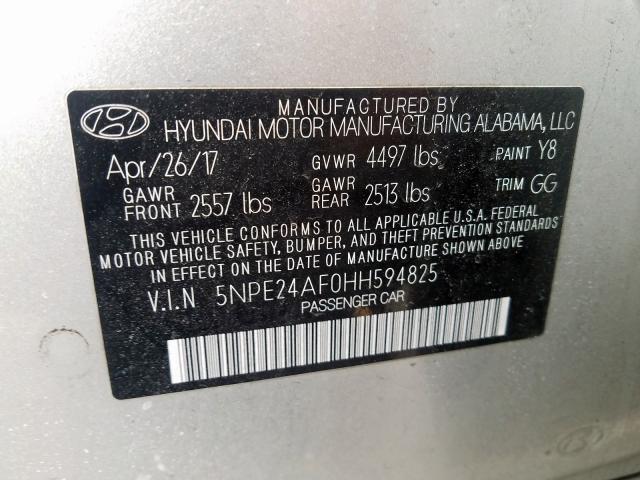 MANUFACTURED BY
HYUNDAI MOTOR MANUFACTURING ALABAMA, LLC
Apr/26/17 GVWR 4497 lbs PAINT Y8
GAWR FRONT 2557 lbs GAWR REAR 2513 lbs TRIM GG
THIS VEHICLE CONFORMS TO ALL APPLICABLE U.S.A. FEDERAL
MOTOR VEHICLE SAFETY, BUMPER, AND THEFT PREVENTION STANDARDS
IN EFFECT ON THE DATE OF MANUFACTURE SHOWN ABOVE
V.I.N 5NPE24AF0HH594825
PASSENGER CAR